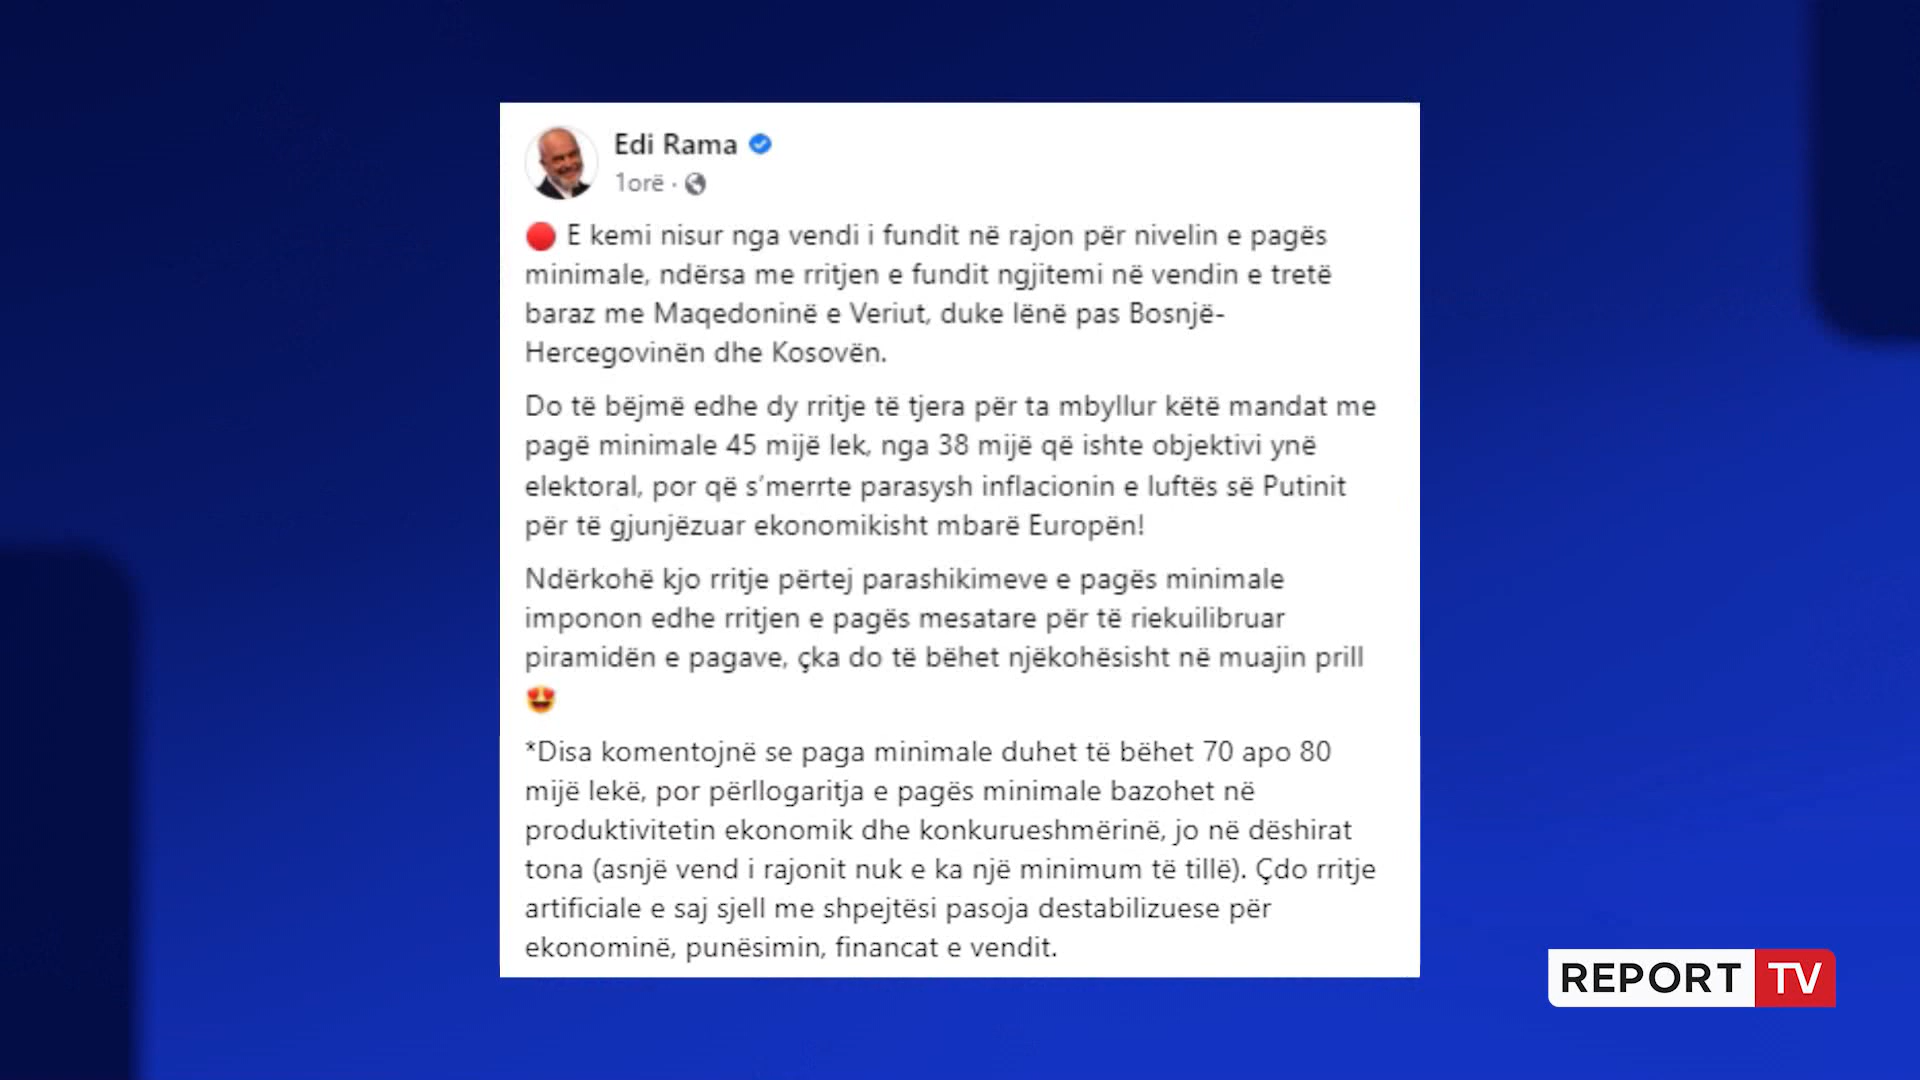 Edi Rama
1orë ·
E kemi nisur nga vendi i fundit në rajon për nivelin e pagës
minimale, ndërsa me rritjen e fundit ngjitemi në vendin e tretë
baraz me Maqedoninë e Veriut, duke lënë pas Bosnjë-
Hercegovinën dhe Kosovën.
Do të bëjmë edhe dy rritje të tjera për ta mbyllur këtë mandat me
pagë minimale 45 mijë lek, nga 38 mijë që ishte objektivi ynë
elektoral, por që s’merrte parasysh inflacionin e luftës së Putinit
për të gjunjëzuar ekonomikisht mbarë Europën!
Ndërkohë kjo rritje përtej parashikimeve e pagës minimale
imponon edhe rritjen e pagës mesatare për të riekuilibruar
piramidën e pagave, çka do të bëhet njëkohësisht në muajin prill
*Disa komentojnë se paga minimale duhet të bëhet 70 apo 80
mijë lekë, por përllogaritja e pagës minimale bazohet në
produktivitetin ekonomik dhe konkurueshmërinë, jo në dëshirat
tona (asnjë vend i rajonit nuk e ka një minimum të tillë). Çdo rritje
artificiale e saj sjell me shpejtësi pasoja destabilizuese për
ekonominë, punësimin, financat e vendit.
REPORT TV